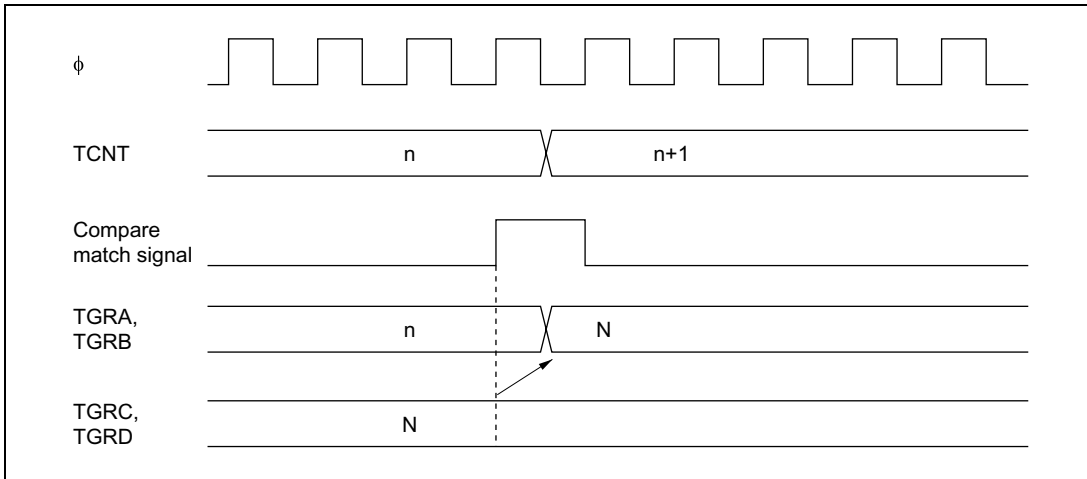 ϕ
TCNT n n+1
Compare
match signal
TGRA,
TGRB
n N
TGRC,
TGRD
N